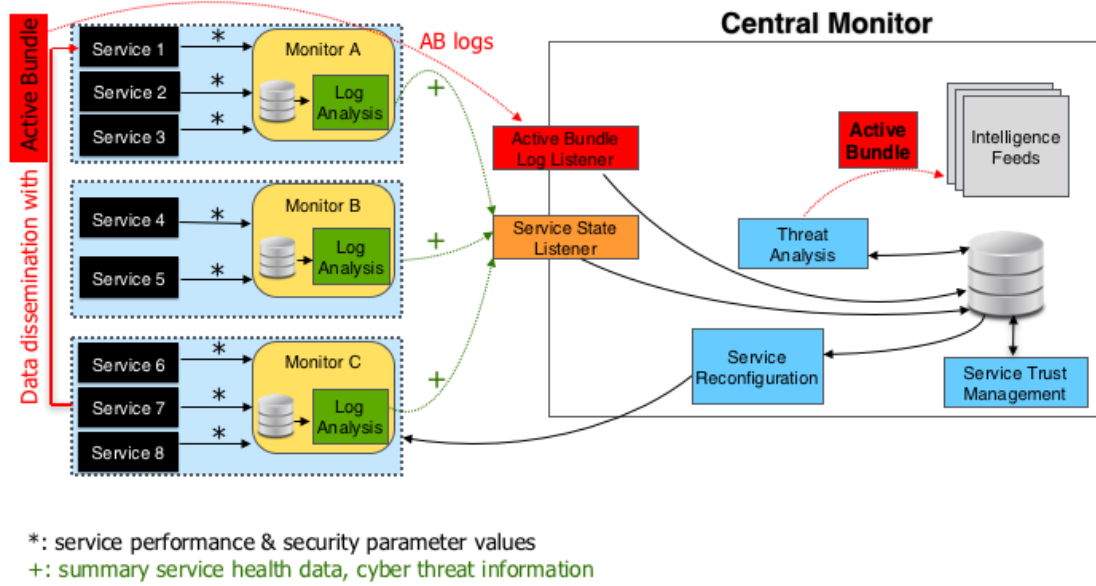 Central Monitor
Active Bundle
Data dissemination with
Service 1
Service 2
Service 3
*
*
*
Monitor A
Log
Analysis
AB logs
+
Service 4
Service 5
*
*
Monitor B
Log
Analysis
+
Service 6
Service 7
Service 8
*
*
*
Monitor C
Log
Analysis
+
Active Bundle
Log Listener
Service State
Listener
Active
Bundle
Intelligence
Feeds
Threat
Analysis
Service
Reconfiguration
Service Trust
Management
*: service performance & security parameter values
+: summary service health data, cyber threat information